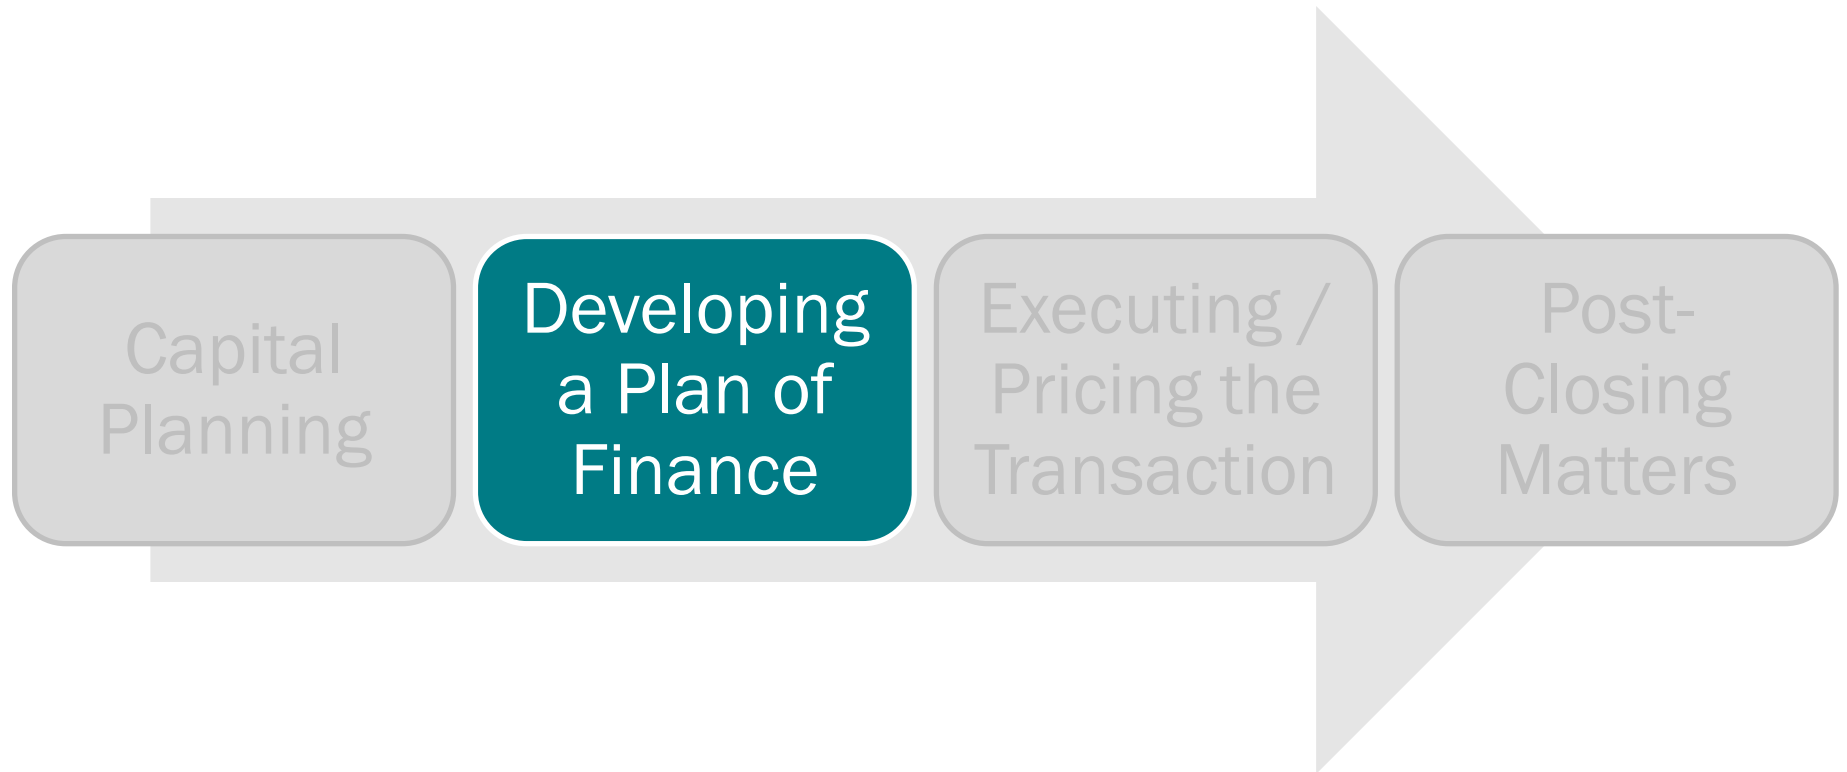 Capital
Planning
Developing
a Plan of
Finance
Executing /
Pricing the
Transaction
Post-
Closing
Matters